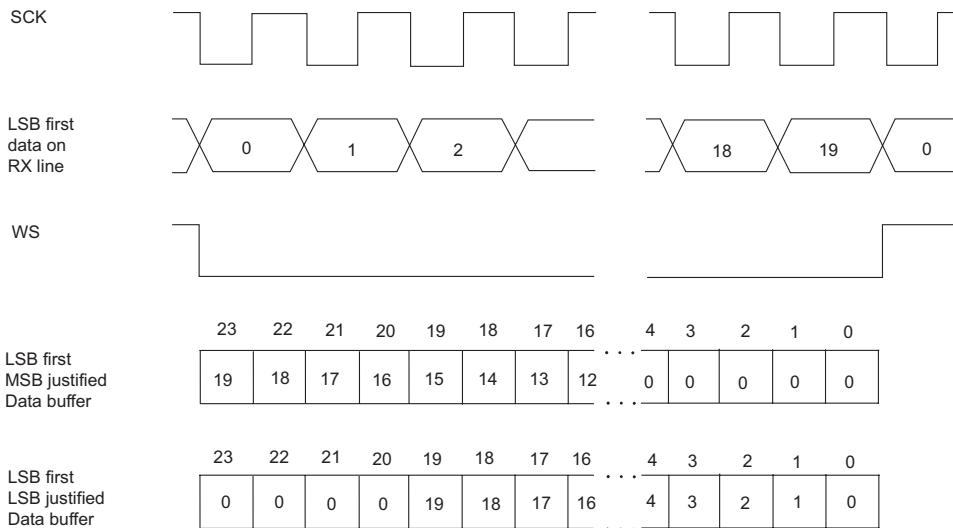 SCK
LSB first
data on
RX line
0 1 2 18 19 0
WS
23 22 21 20 19 18 17 16 4 3 2 1 0
LSB first
MSB justified
Data buffer
19 18 17 16 15 14 13 12 0 0 0 0 0
23 22 21 20 19 18 17 16 4 3 2 1 0
LSB first
LSB justified
Data buffer
0 0 0 0 19 18 17 16 4 3 2 1 0